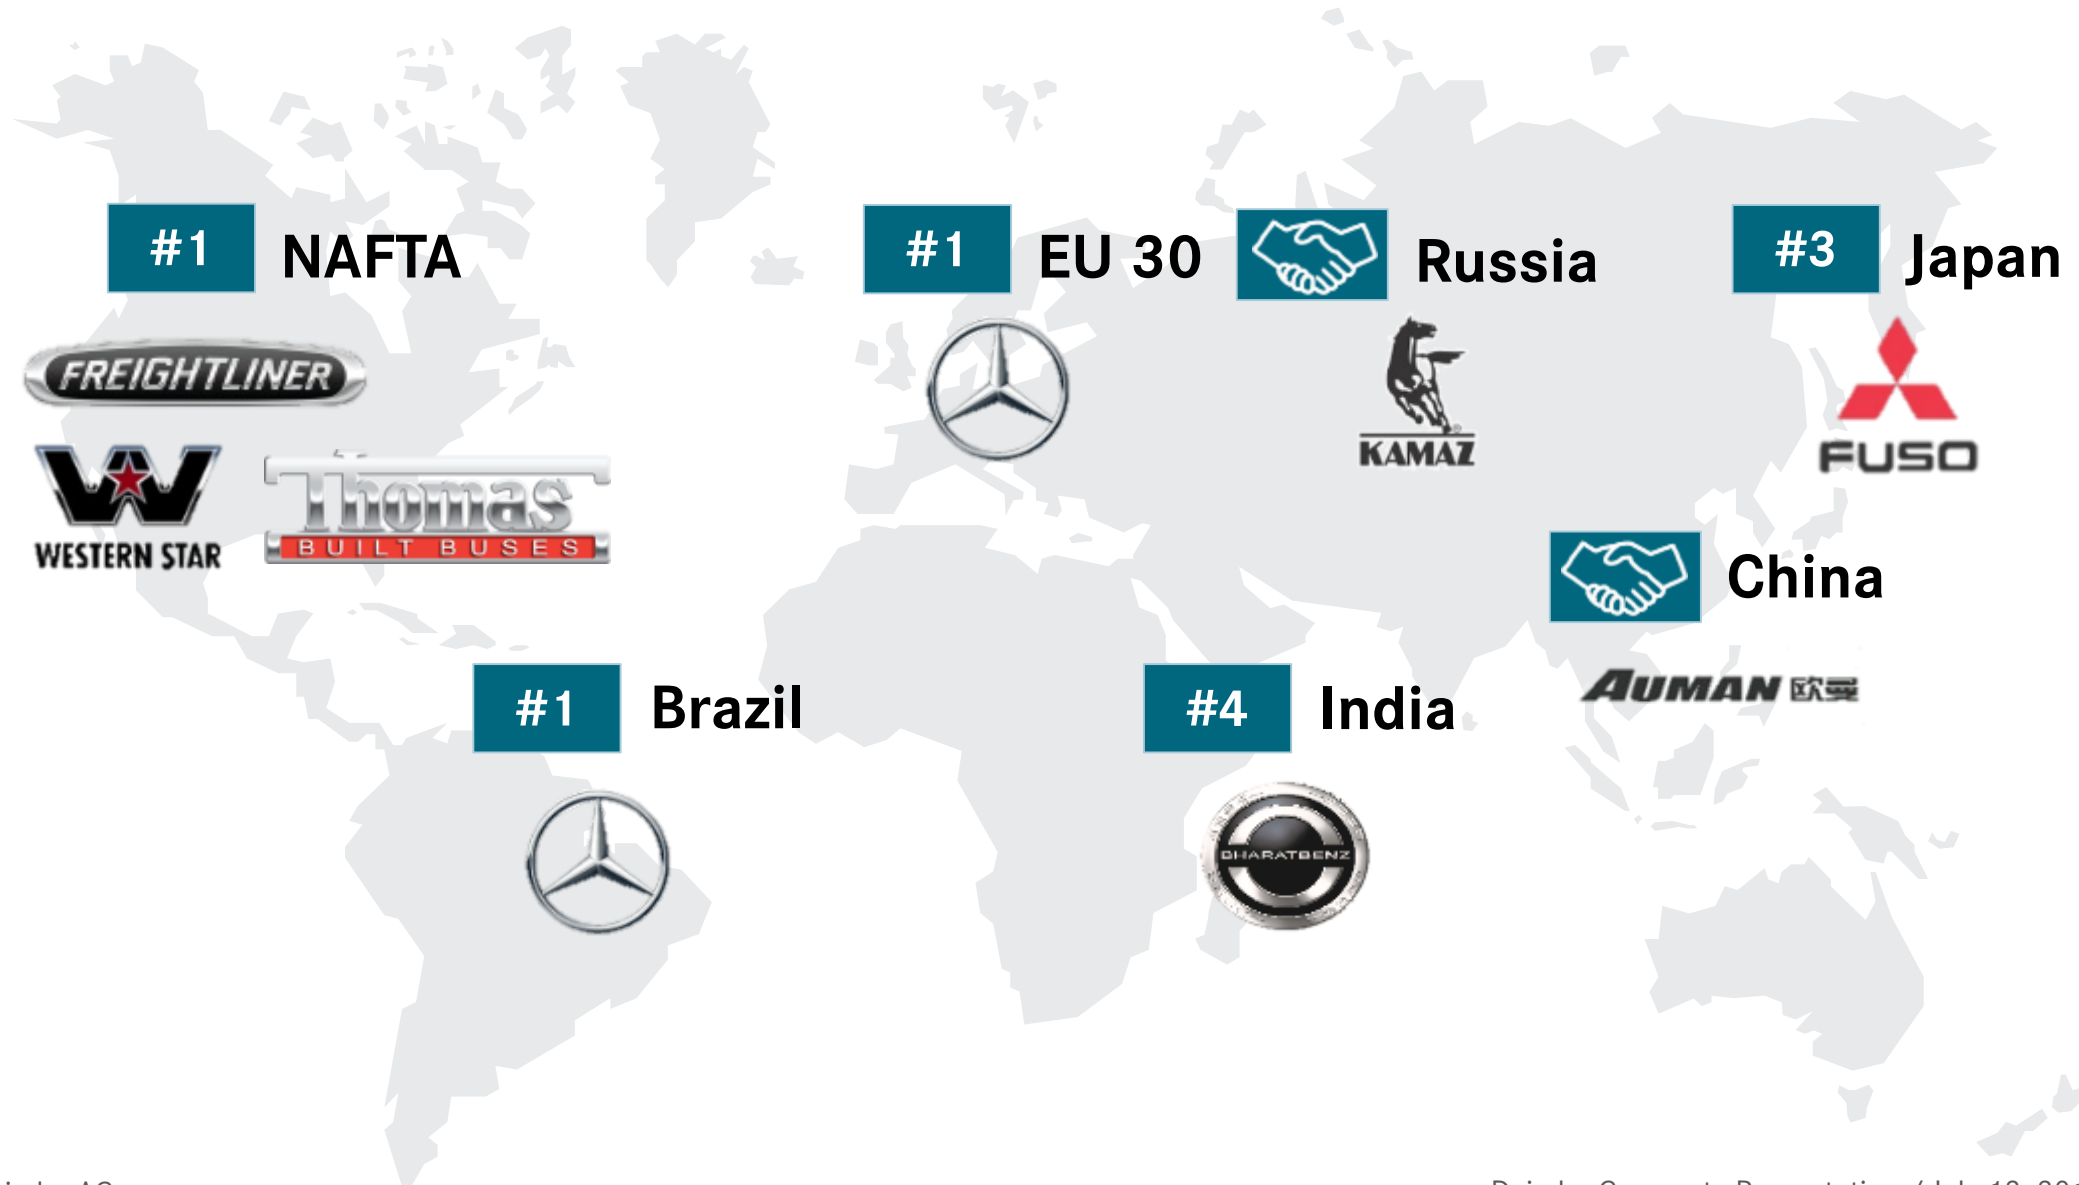 #1 NAFTA
FREIGHTLINER
WESTERN STAR
Thomas
BUILT BUSES
#1 EU 30
Russia
KAMAZ
#3 Japan
FUSO
China
AUMAN 欧曼
#1 Brazil
#4 India
BHARATBENZ